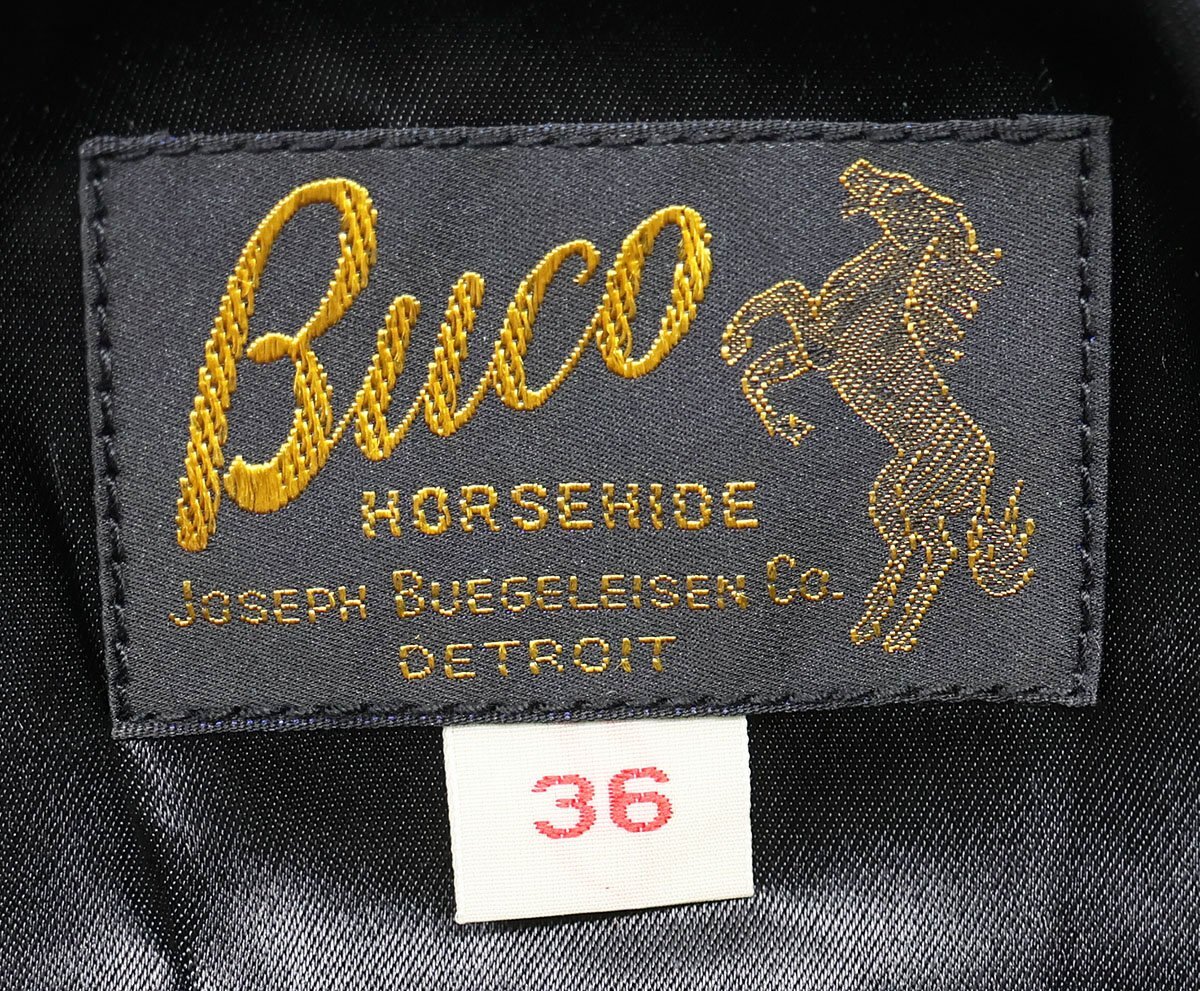 Buco
HORSEHIDE
JOSEPH BUEGELEISEN CO.
DETROIT
36